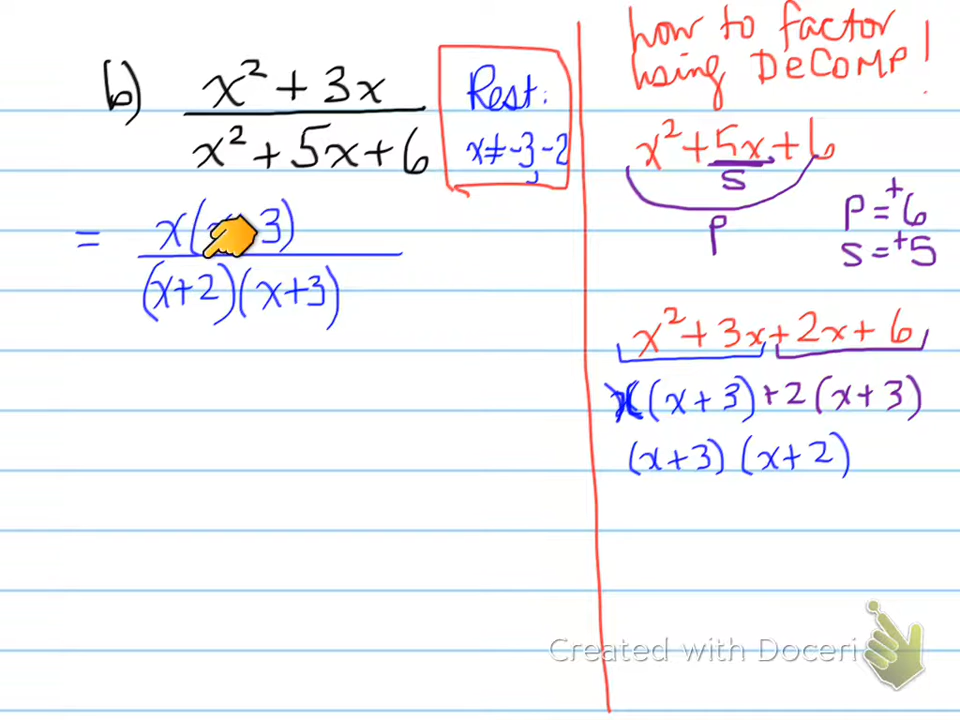 b) x² + 3x
x² + 5x + 6
Rest:
x ≠ -3, -2
= x( 3)
(x+2)(x+3)
how to factor
using DeCOMP!
x² + 5x + 6
S
P
P = +6
S = +5
x² + 3x + 2x + 6
x(x+3) + 2(x+3)
(x+3)(x+2)
Created with Doceri